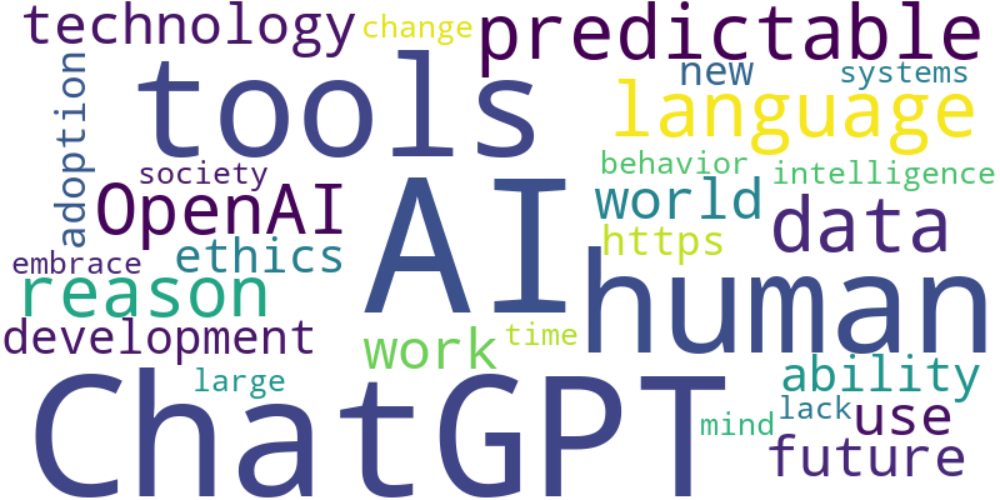 technology
change
predictable
tools
new
systems
language
adoption
society
behavior
intelligence
OpenAI
AI
world
data
ethics
https
embrace
reason
human
development
work
time
large
ability
ChatGPT
mind
lack
use
future